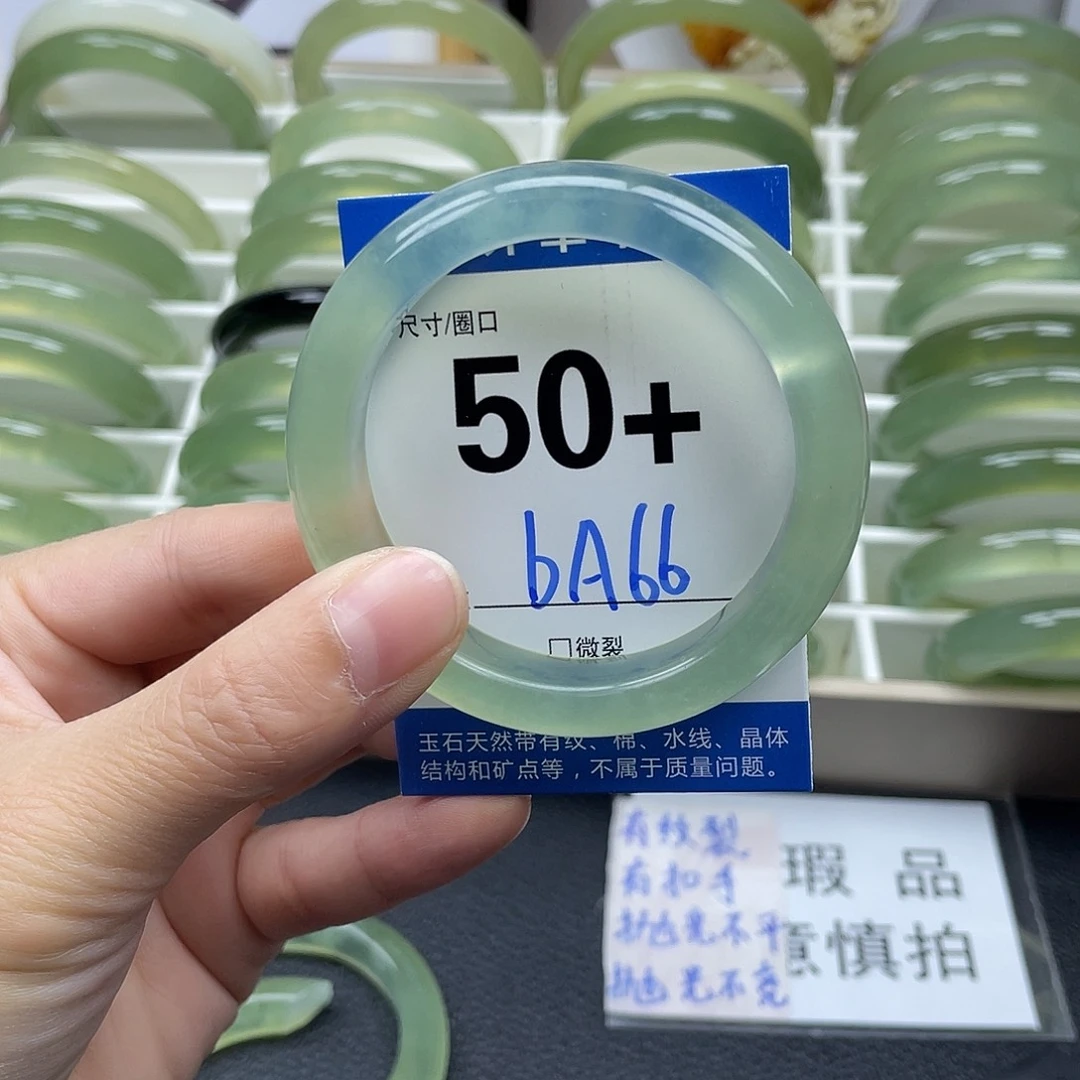 尺寸/圈口
50+
bA66
□微裂
玉石天然带有纹、棉、水线、晶体
结构和矿点等，不属于质量问题。
有纹裂
有扣手
抛光不平
抛光不亮
瑕 品
慎拍